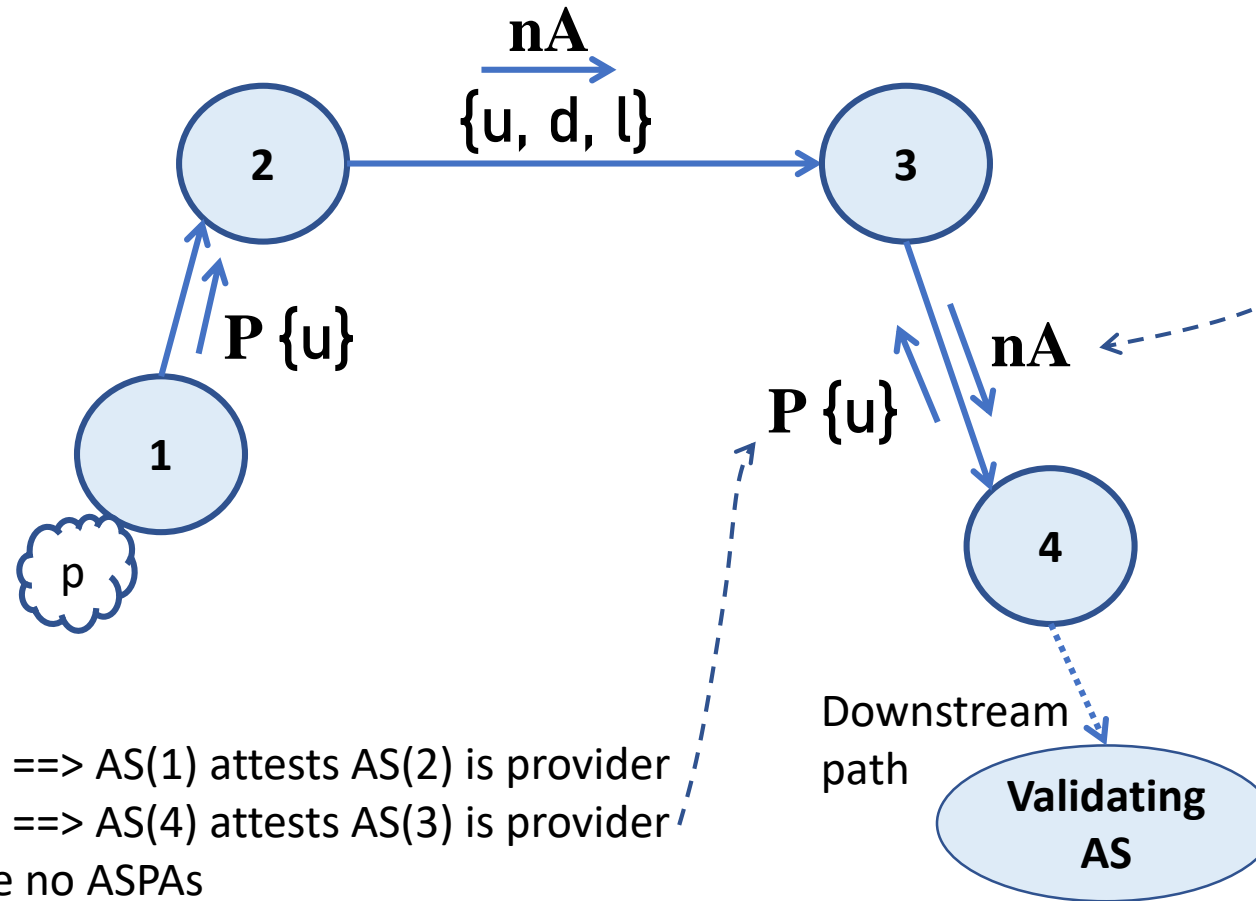 nA
{u, d, l}
2
3
P {u}
nA
P {u}
1
4
p
Downstream
path
==> AS(1) attests AS(2) is provider
==> AS(4) attests AS(3) is provider
no ASPAs
Validating
AS